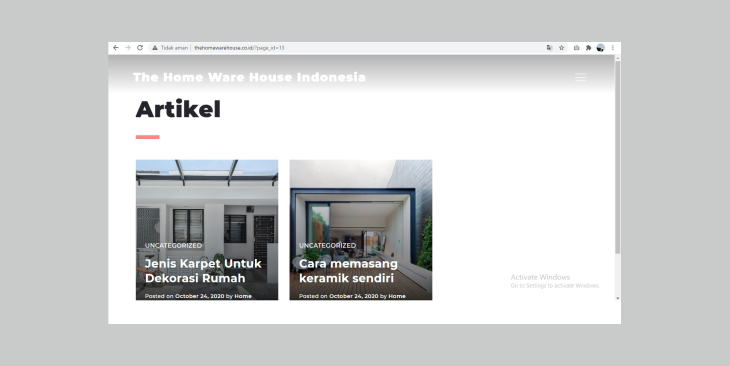 Tidak aman | thehomewarehouse.co.id/?page_id=13
The Home Ware House Indonesia
Artikel
UNCATEGORIZED
Jenis Karpet Untuk
Dekorasi Rumah
Posted on October 24, 2020 by Home
UNCATEGORIZED
Cara memasang
keramik sendiri
Posted on October 24, 2020 by Home
Activate Windows
Go to Settings to activate Windows.